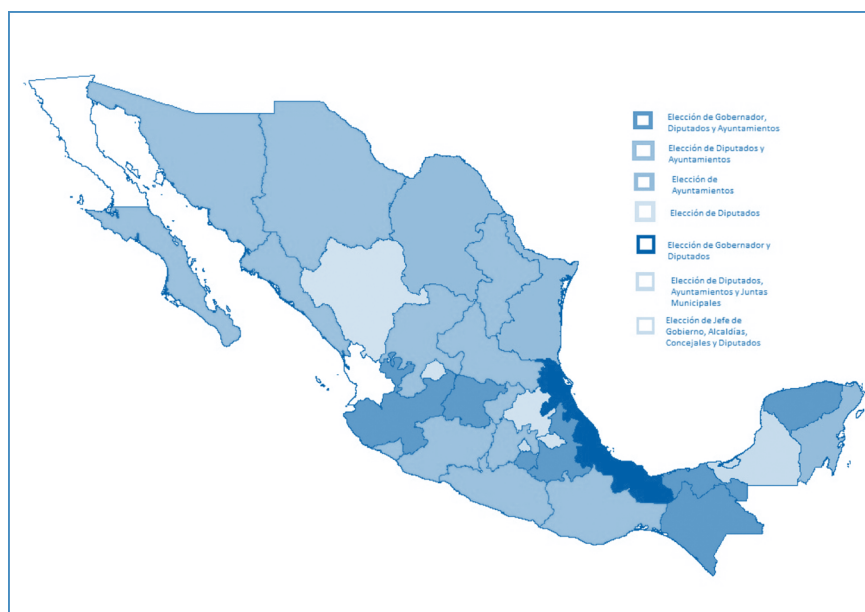 Elección de Gobernador,
Diputados y Ayuntamientos
Elección de Diputados y
Ayuntamientos
Elección de
Ayuntamientos
Elección de Diputados
Elección de Gobernador y
Diputados
Elección de Diputados,
Ayuntamientos y Juntas
Municipales
Elección de Jefe de
Gobierno, Alcaldías,
Concejales y Diputados